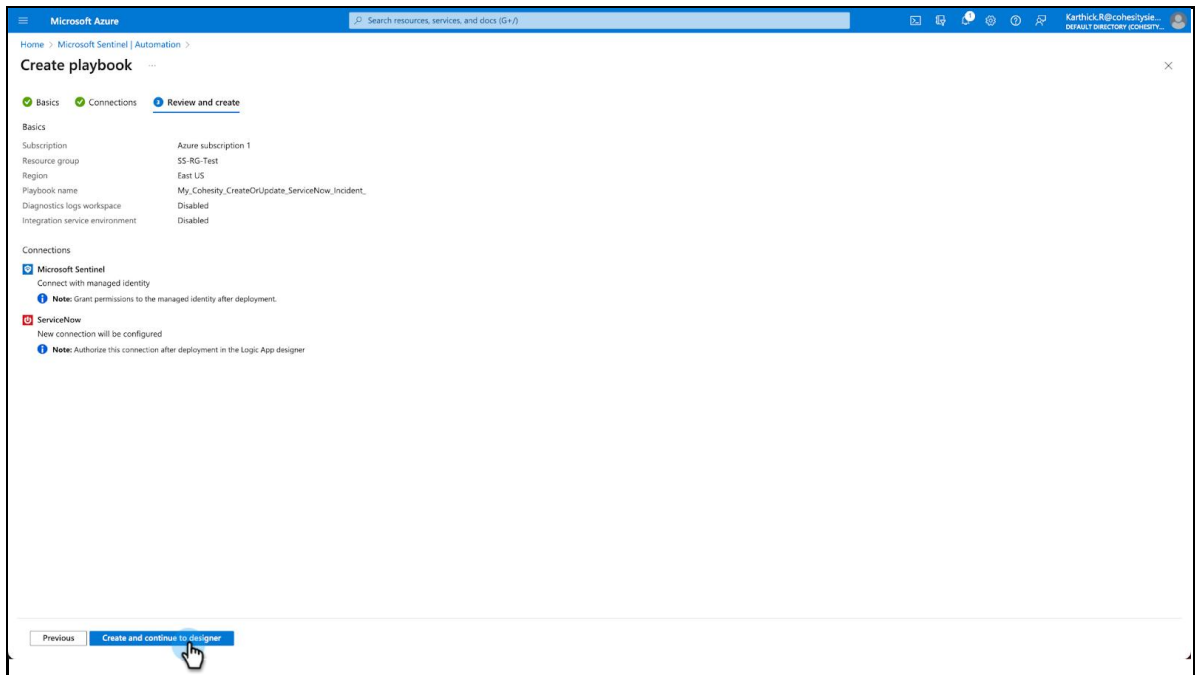 Microsoft Azure
Search resources, services, and docs (G+/)
1
Karthick.R@cohesitysie...
DEFAULT DIRECTORY (COHESITY...
Home > Microsoft Sentinel | Automation >
Create playbook ...
Basics Connections 3 Review and create
Basics
Subscription Azure subscription 1
Resource group SS-RG-Test
Region East US
Playbook name My_Cohesity_CreateOrUpdate_ServiceNow_Incident_
Diagnostics logs workspace Disabled
Integration service environment Disabled
Connections
Microsoft Sentinel
Connect with managed identity
Note: Grant permissions to the managed identity after deployment.
ServiceNow
New connection will be configured
Note: Authorize this connection after deployment in the Logic App designer
Previous Create and continue to designer